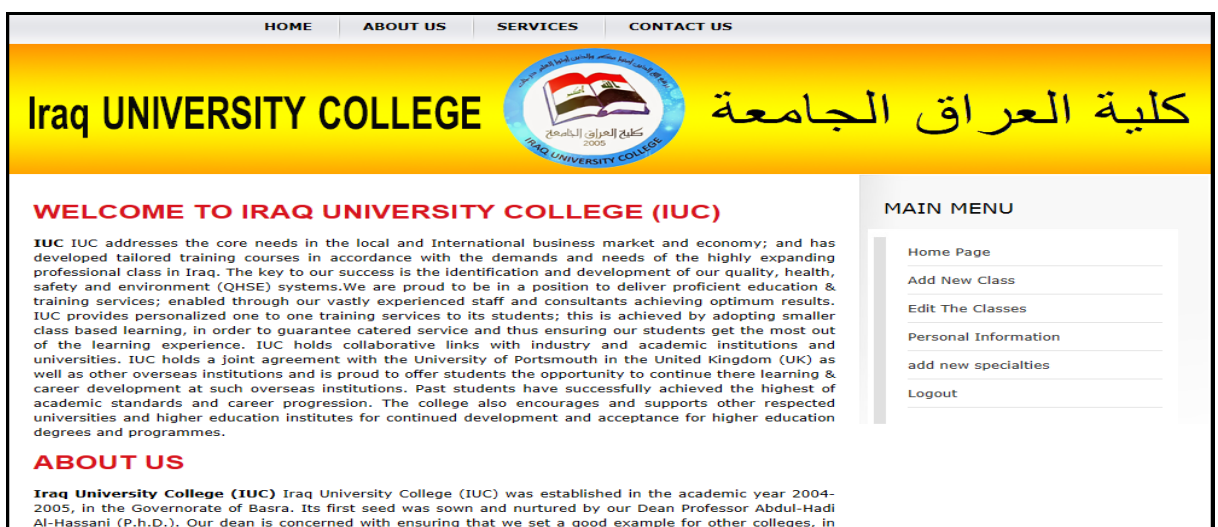 HOME ABOUT US SERVICES CONTACT US
Iraq UNIVERSITY COLLEGE
كلية العراق الجامعة
2005
IRAQ UNIVERSITY COLLEGE
كلية العراق الجامعة
WELCOME TO IRAQ UNIVERSITY COLLEGE (IUC)
IUC IUC addresses the core needs in the local and International business market and economy; and has
developed tailored training courses in accordance with the demands and needs of the highly expanding
professional class in Iraq. The key to our success is the identification and development of our quality, health,
safety and environment (QHSE) systems.We are proud to be in a position to deliver proficient education &
training services; enabled through our vastly experienced staff and consultants achieving optimum results.
IUC provides personalized one to one training services to its students; this is achieved by adopting smaller
class based learning, in order to guarantee catered service and thus ensuring our students get the most out
of the learning experience. IUC holds collaborative links with industry and academic institutions and
universities. IUC holds a joint agreement with the University of Portsmouth in the United Kingdom (UK) as
well as other overseas institutions and is proud to offer students the opportunity to continue there learning &
career development at such overseas institutions. Past students have successfully achieved the highest of
academic standards and career progression. The college also encourages and supports other respected
universities and higher education institutes for continued development and acceptance for higher education
degrees and programmes.
ABOUT US
Iraq University College (IUC) Iraq University College (IUC) was established in the academic year 2004-
2005, in the Governorate of Basra. Its first seed was sown and nurtured by our Dean Professor Abdul-Hadi
Al-Hassani (P.h.D.). Our dean is concerned with ensuring that we set a good example for other colleges, in
MAIN MENU
Home Page
Add New Class
Edit The Classes
Personal Information
add new specialties
Logout